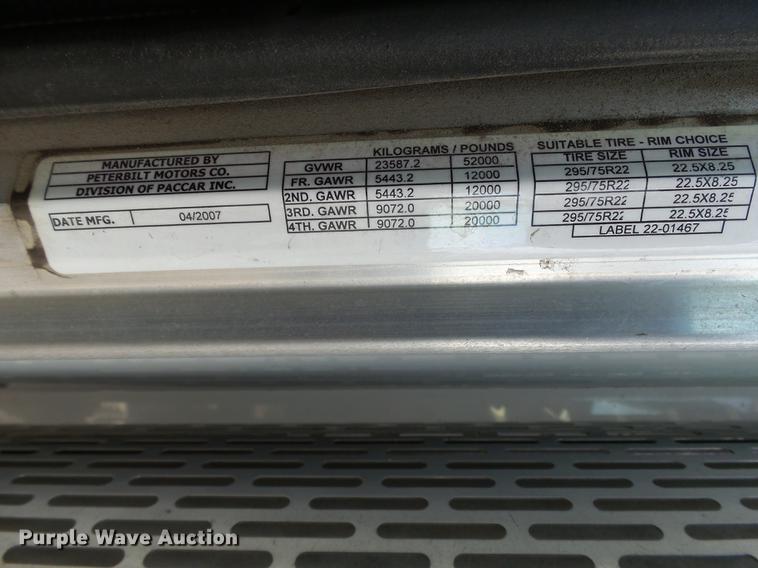 MANUFACTURED BY
PETERBILT MOTORS CO.
DIVISION OF PACCAR INC.
DATE MFG. 04/2007
KILOGRAMS / POUNDS
GVWR 23587.2 52000
FR. GAWR 5443.2 12000
2ND. GAWR 5443.2 12000
3RD. GAWR 9072.0 20000
4TH. GAWR 9072.0 20000
SUITABLE TIRE - RIM CHOICE
TIRE SIZE RIM SIZE
295/75R22 22.5X8.25
295/75R22 22.5X8.25
295/75R22 22.5X8.25
295/75R22 22.5X8.25
LABEL 22-01467
Purple Wave Auction